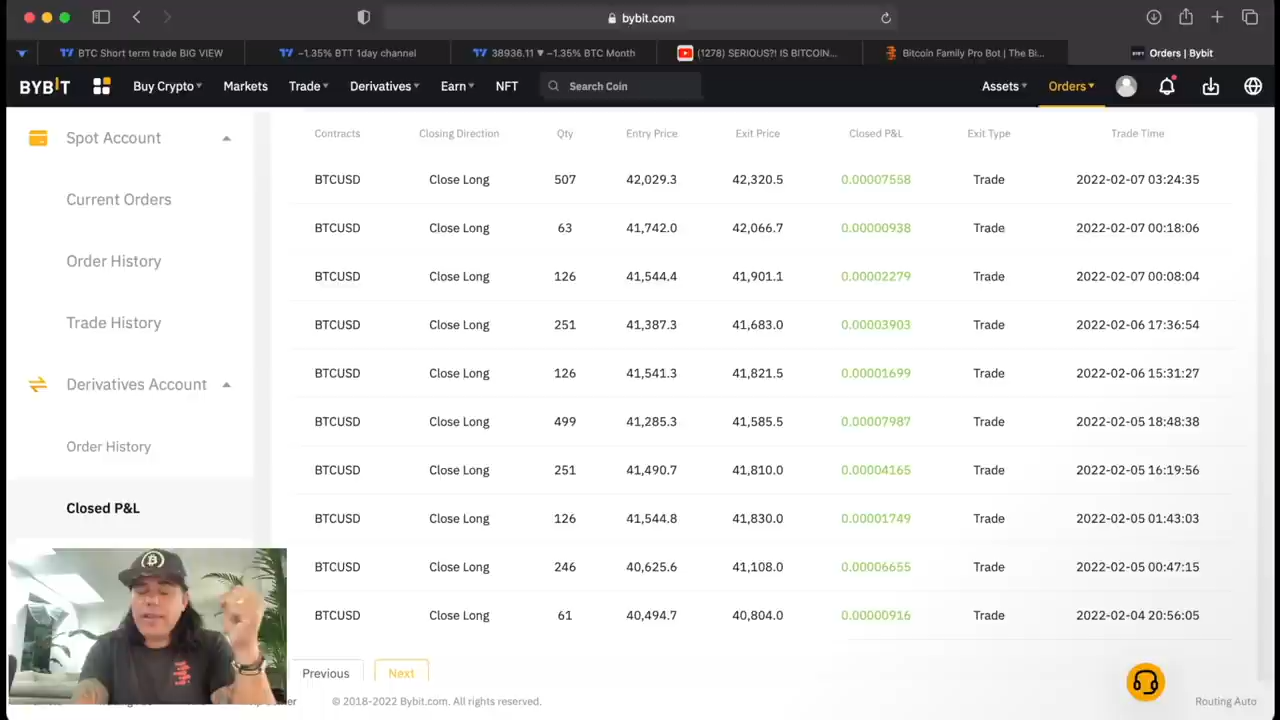 bybit.com
BTC Short term trade BIG VIEW
−1.35% BTT 1day channel
38936.11 ▼ −1.35% BTC Month
(1278) SERIOUS?! IS BITCOIN...
Bitcoin Family Pro Bot | The Bi...
Orders | Bybit
BYBIT
Buy Crypto
Markets
Trade
Derivatives
Earn
NFT
Search Coin
Assets
Orders
Spot Account
Current Orders
Order History
Trade History
Derivatives Account
Order History
Closed P&L
Contracts Closing Direction Qty Entry Price Exit Price Closed P&L Exit Type Trade Time
BTCUSD Close Long 507 42,029.3 42,320.5 0.00007558 Trade 2022-02-07 03:24:35
BTCUSD Close Long 63 41,742.0 42,066.7 0.00000938 Trade 2022-02-07 00:18:06
BTCUSD Close Long 126 41,544.4 41,901.1 0.00002279 Trade 2022-02-07 00:08:04
BTCUSD Close Long 251 41,387.3 41,683.0 0.00003903 Trade 2022-02-06 17:36:54
BTCUSD Close Long 126 41,541.3 41,821.5 0.00001699 Trade 2022-02-06 15:31:27
BTCUSD Close Long 499 41,285.3 41,585.5 0.00007987 Trade 2022-02-05 18:48:38
BTCUSD Close Long 251 41,490.7 41,810.0 0.00004165 Trade 2022-02-05 16:19:56
BTCUSD Close Long 126 41,544.8 41,830.0 0.00001749 Trade 2022-02-05 01:43:03
BTCUSD Close Long 246 40,625.6 41,108.0 0.00006655 Trade 2022-02-05 00:47:15
BTCUSD Close Long 61 40,494.7 40,804.0 0.00000916 Trade 2022-02-04 20:56:05
Previous
Next
© 2018-2022 Bybit.com. All rights reserved.
Routing Auto